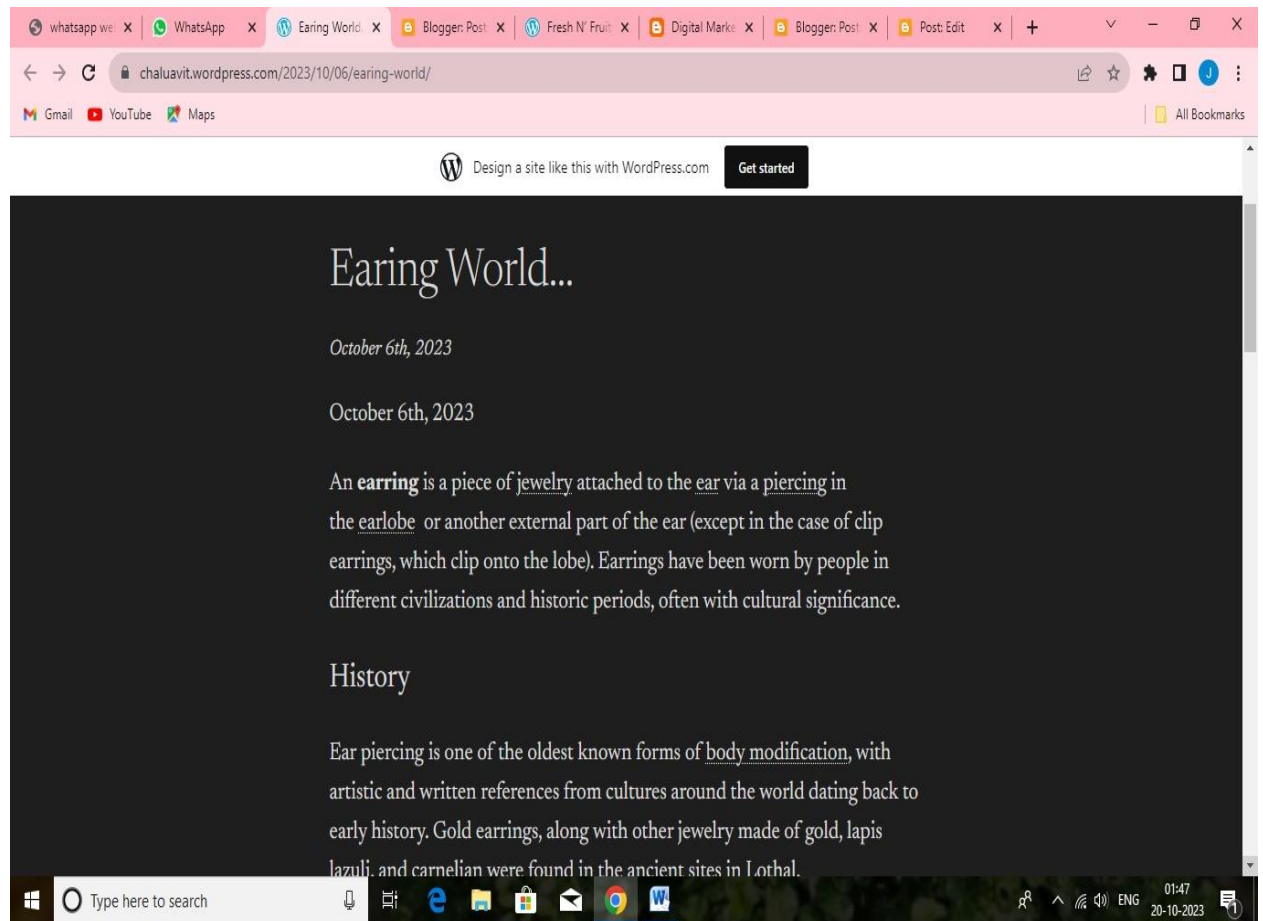 whatsapp we
WhatsApp
Earing World
Blogger: Post
Fresh N' Fruit
Digital Marke
Blogger: Post
Post: Edit
chaluavit.wordpress.com/2023/10/06/earing-world/
J
Gmail
YouTube
Maps
All Bookmarks
Design a site like this with WordPress.com
Get started
Earing World...
October 6th, 2023
October 6th, 2023
An earring is a piece of jewelry attached to the ear via a piercing in
the earlobe or another external part of the ear (except in the case of clip
earrings, which clip onto the lobe). Earrings have been worn by people in
different civilizations and historic periods, often with cultural significance.
History
Ear piercing is one of the oldest known forms of body modification, with
artistic and written references from cultures around the world dating back to
early history. Gold earrings, along with other jewelry made of gold, lapis
lazuli, and carnelian were found in the ancient sites in Lothal,
Type here to search
ENG
01:47
20-10-2023
1